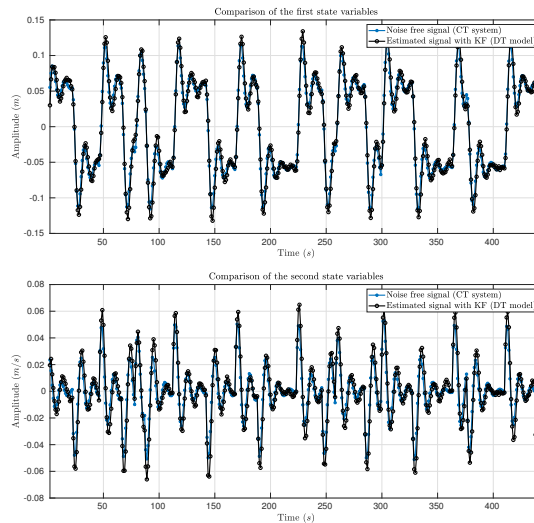 Comparison of the first state variables
Noise free signal (CT system)
Estimated signal with KF (DT model
Amplitude (m)
0.15
0.1
0.05
0
-0.05
-0.1
-0.15
50 100 150 200 250 300 350 400
Time (s)
Comparison of the second state variables
Noise free signal (CT system)
Estimated signal with KF (DT model
Amplitude (m/s)
0.08
0.06
0.04
0.02
0
-0.02
-0.04
-0.06
-0.08
50 100 150 200 250 300 350 400
Time (s)